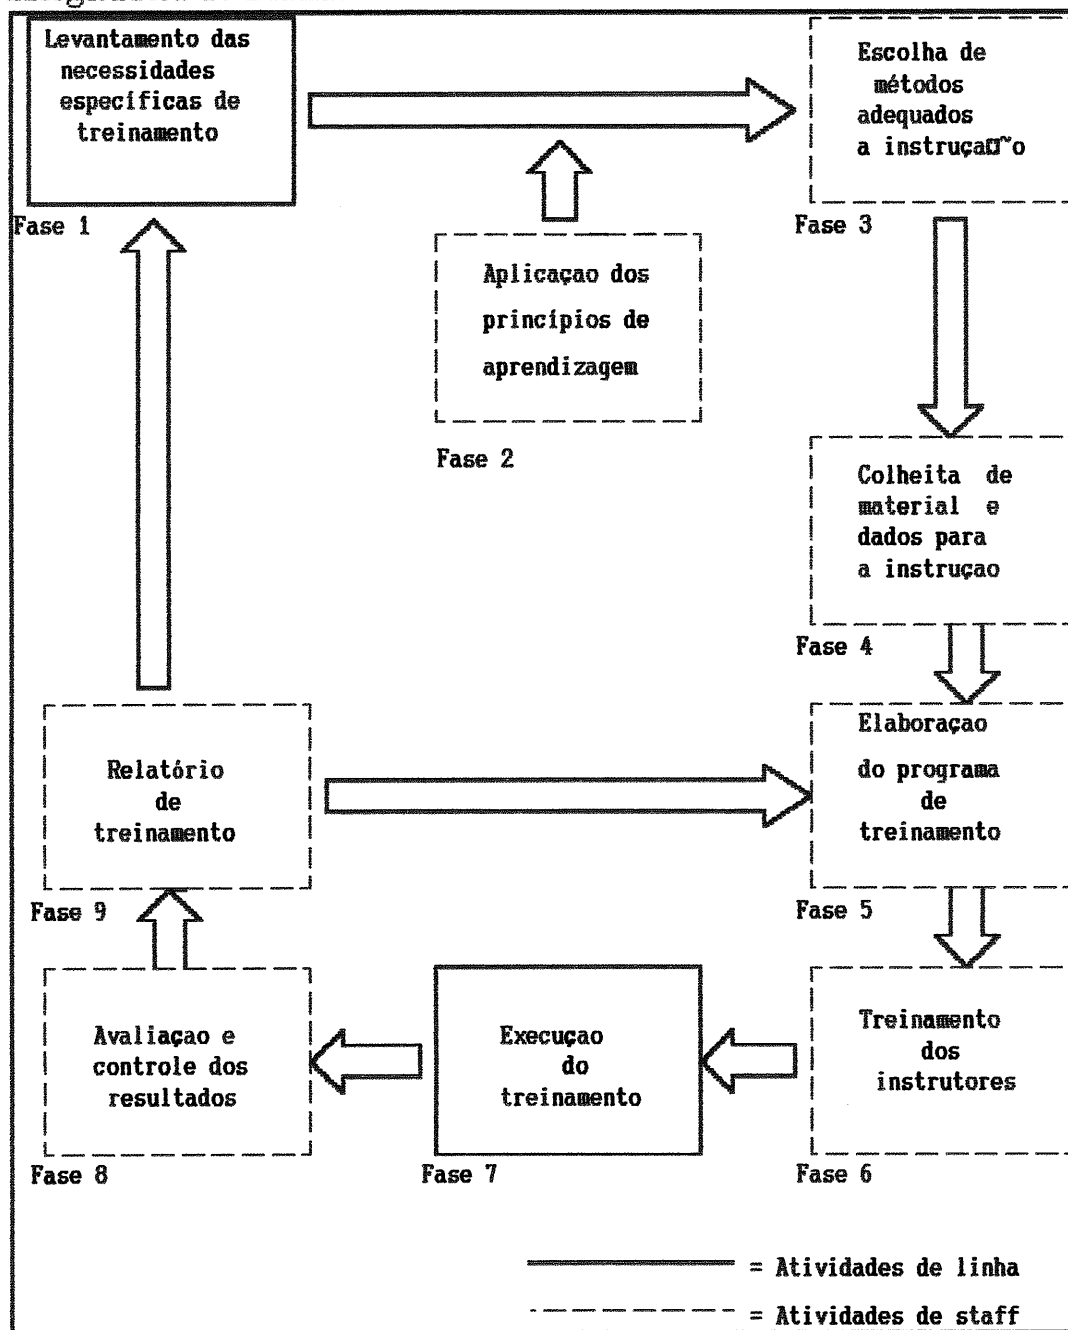 Levantamento das
necessidades
específicas de
treinamento
Fase 1
Escolha de
métodos
adequados
a instruça¤~o
Fase 3
Aplicaçao dos
princípios de
aprendizagem
Fase 2
Colheita de
material e
dados para
a instruçao
Fase 4
Elaboraçao
do programa
de
treinamento
Fase 5
Relatório
de
treinamento
Fase 9
Treinamento
dos
instrutores
Fase 6
Execuçao
do
treinamento
Fase 7
Avaliaçao e
controle dos
resultados
Fase 8
= Atividades de linha
= Atividades de staff